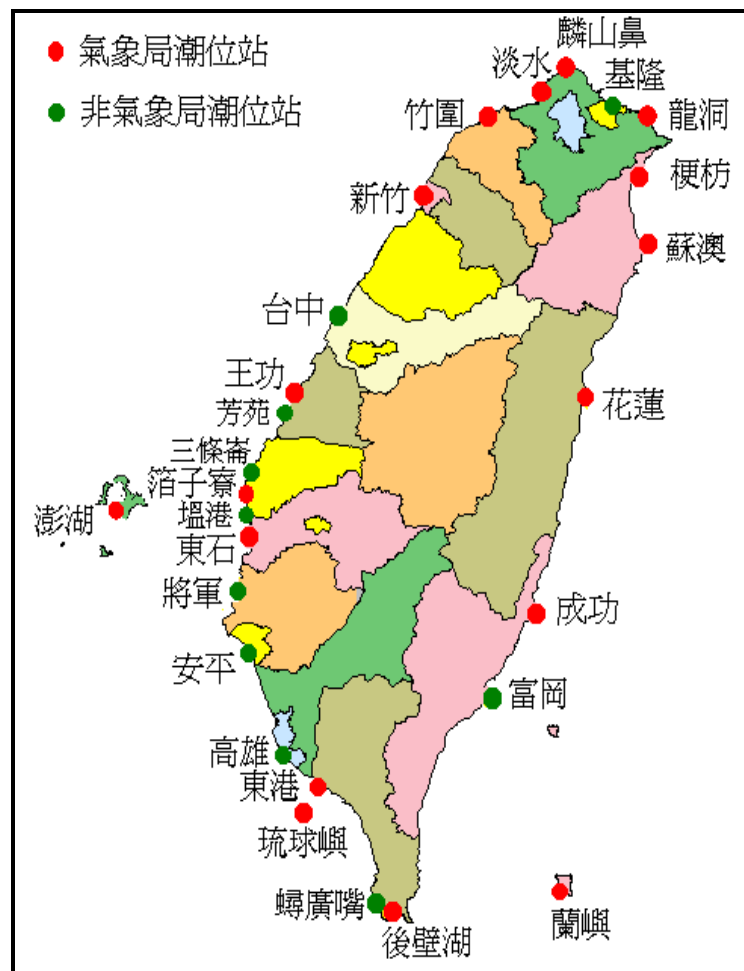 氣象局潮位站
非氣象局潮位站
麟山鼻
淡水
基隆
竹圍
龍洞
梗枋
新竹
蘇澳
台中
王功
花蓮
芳苑
三條崙
箔子寮
澎湖
塭港
東石
將軍
成功
安平
富岡
高雄
東港
琉球嶼
蟳廣嘴
後壁湖
蘭嶼